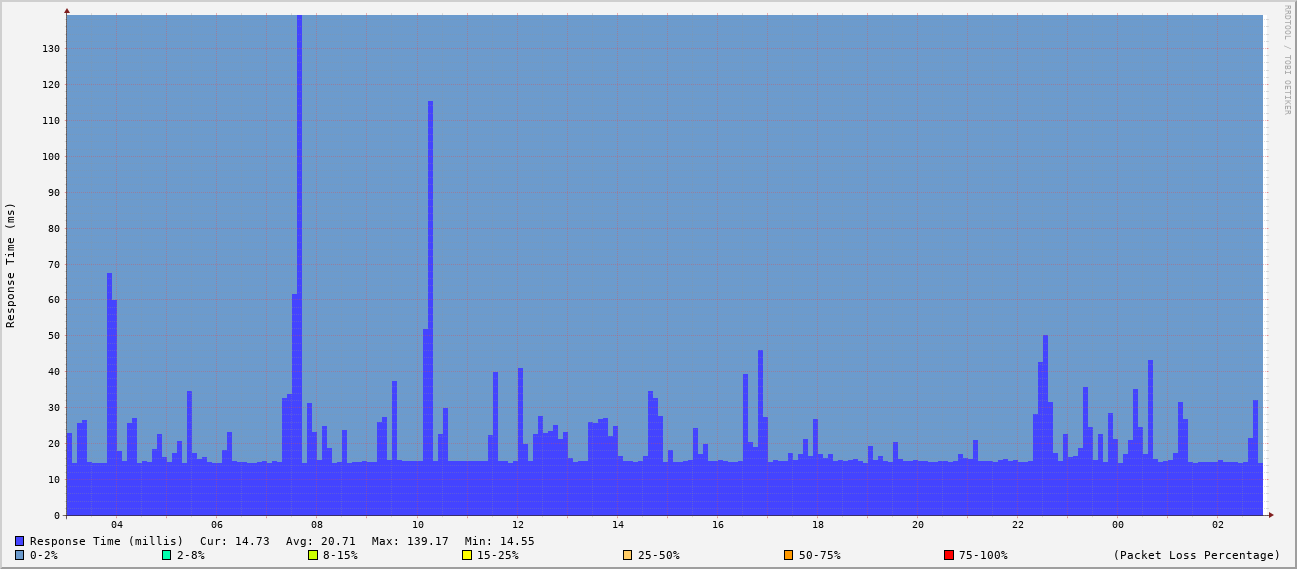 RRDTOOL / TOBI OETIKER
Response Time (ms)
130
120
110
100
90
80
70
60
50
40
30
20
10
0
04 06 08 10 12 14 16 18 20 22 00 02
Response Time (millis) Cur: 14.73 Avg: 20.71 Max: 139.17 Min: 14.55
0-2% 2-8% 8-15% 15-25% 25-50% 50-75% 75-100% (Packet Loss Percentage)